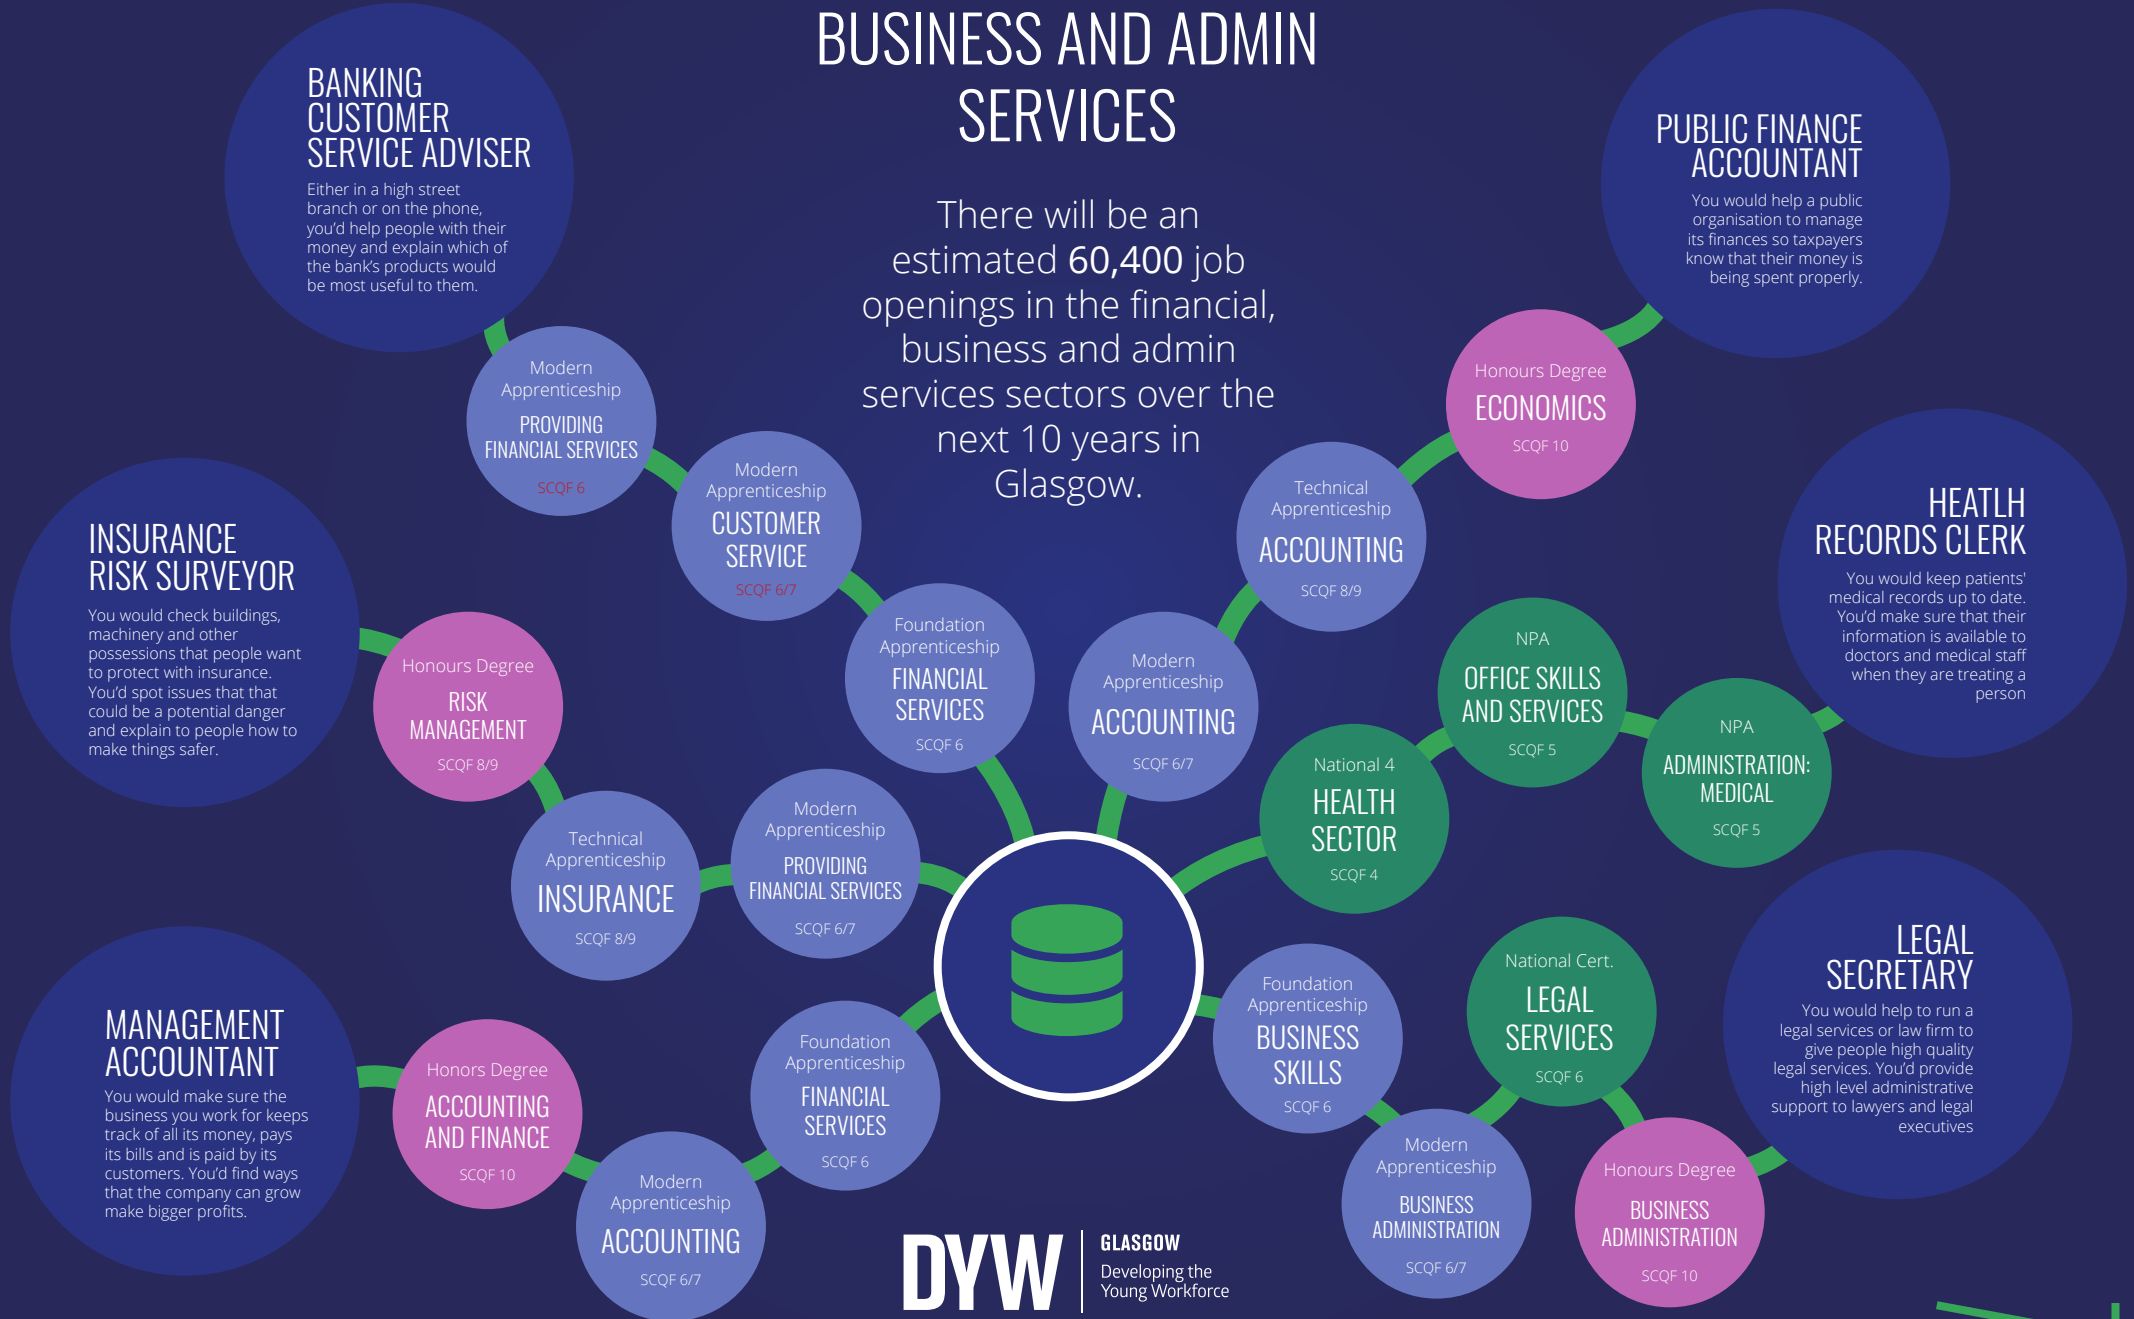 BUSINESS AND ADMIN
SERVICES
There will be an
estimated 60,400 job
openings in the financial,
business and admin
services sectors over the
next 10 years in
Glasgow.
BANKING
CUSTOMER
SERVICE ADVISER
Either in a high street
branch or on the phone,
you'd help people with their
money and explain which of
the bank's products would
be most useful to them.
Modern
Apprenticeship
PROVIDING
FINANCIAL SERVICES
SCQF 6
Modern
Apprenticeship
CUSTOMER
SERVICE
SCQF 6/7
Foundation
Apprenticeship
FINANCIAL
SERVICES
SCQF 6
INSURANCE
RISK SURVEYOR
You would check buildings,
machinery and other
possessions that people want
to protect with insurance.
You'd spot issues that that
could be a potential danger
and explain to people how to
make things safer.
Honours Degree
RISK
MANAGEMENT
SCQF 8/9
Technical
Apprenticeship
INSURANCE
SCQF 8/9
Modern
Apprenticeship
PROVIDING
FINANCIAL SERVICES
SCQF 6/7
MANAGEMENT
ACCOUNTANT
You would make sure the
business you work for keeps
track of all its money, pays
its bills and is paid by its
customers. You'd find ways
that the company can grow
make bigger profits.
Honors Degree
ACCOUNTING
AND FINANCE
SCQF 10
Modern
Apprenticeship
ACCOUNTING
SCQF 6/7
Foundation
Apprenticeship
FINANCIAL
SERVICES
SCQF 6
PUBLIC FINANCE
ACCOUNTANT
You would help a public
organisation to manage
its finances so taxpayers
know that their money is
being spent properly.
Honours Degree
ECONOMICS
SCQF 10
Technical
Apprenticeship
ACCOUNTING
SCQF 8/9
Modern
Apprenticeship
ACCOUNTING
SCQF 6/7
HEATLH
RECORDS CLERK
You would keep patients'
medical records up to date.
You'd make sure that their
information is available to
doctors and medical staff
when they are treating a
person
NPA
OFFICE SKILLS
AND SERVICES
SCQF 5
NPA
ADMINISTRATION:
MEDICAL
SCQF 5
National 4
HEALTH
SECTOR
SCQF 4
LEGAL
SECRETARY
You would help to run a
legal services or law firm to
give people high quality
legal services. You'd provide
high level administrative
support to lawyers and legal
executives
Foundation
Apprenticeship
BUSINESS
SKILLS
SCQF 6
National Cert.
LEGAL
SERVICES
SCQF 6
Modern
Apprenticeship
BUSINESS
ADMINISTRATION
SCQF 6/7
Honours Degree
BUSINESS
ADMINISTRATION
SCQF 10
DYW
GLASGOW
Developing the
Young Workforce